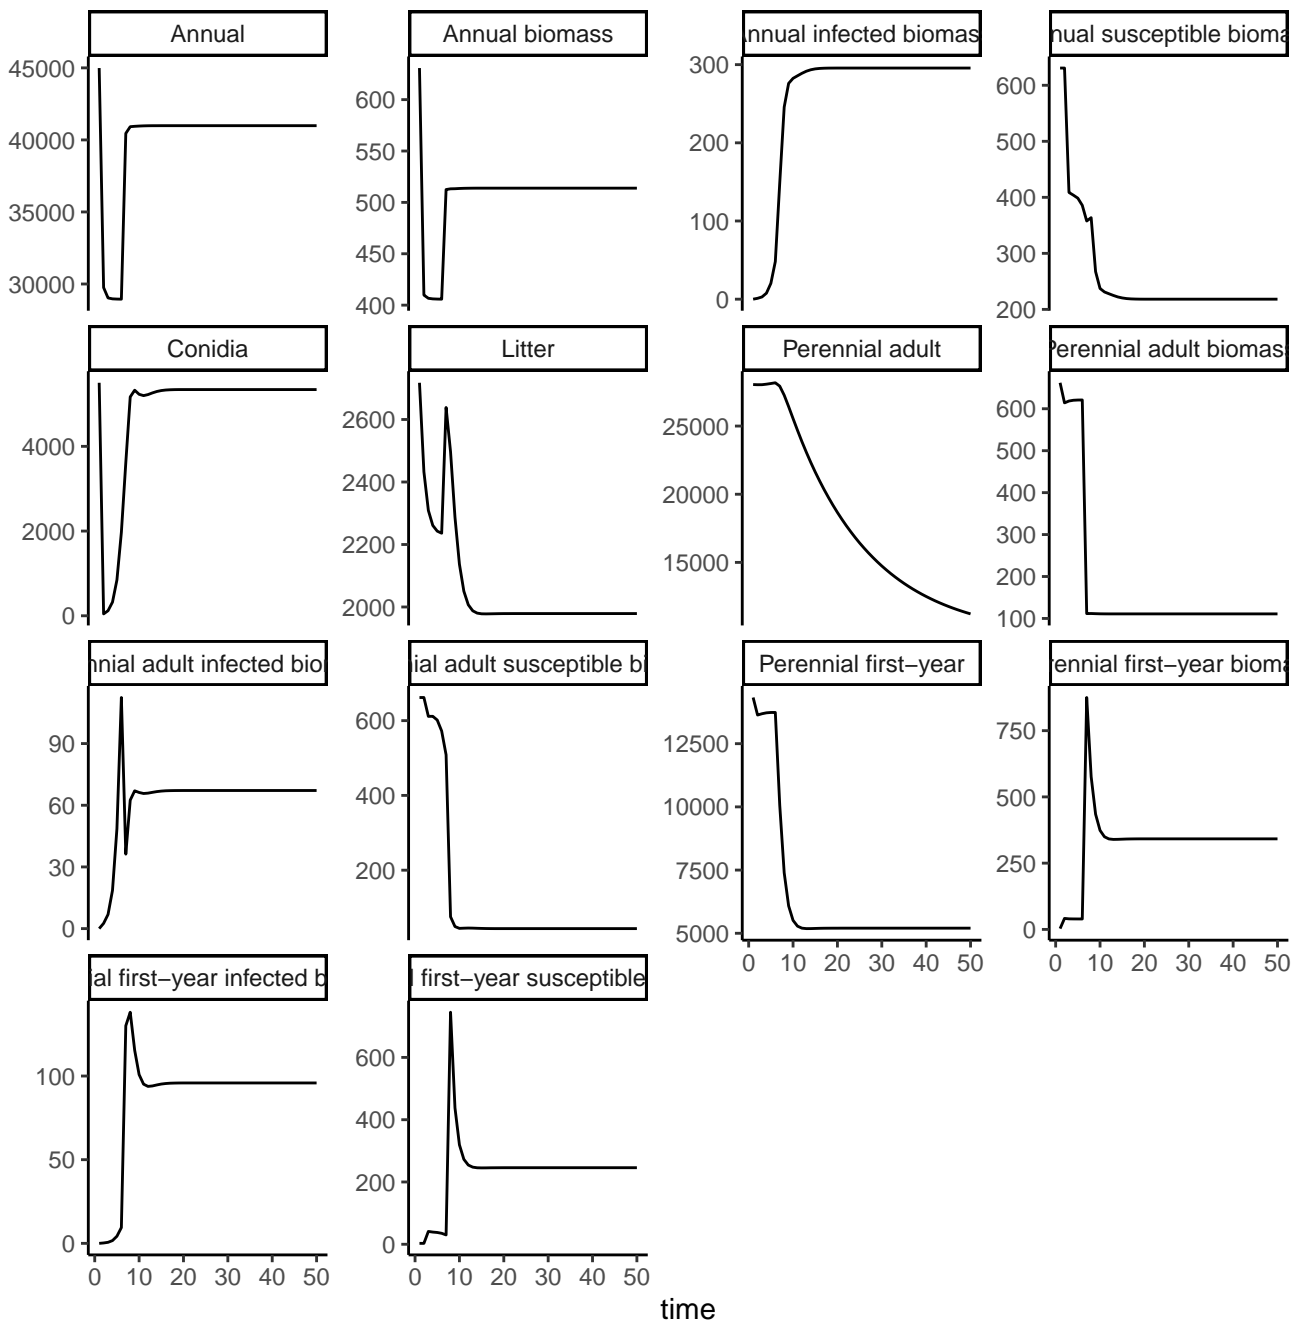 Annual
Annual biomass
nnual infected biomas
nual susceptible bioma
45000
40000
35000
30000
600
550
500
450
400
300
200
100
0
600
500
400
300
200
Conidia
Litter
Perennial adult
Perennial adult biomas
4000
2000
0
2600
2400
2200
2000
25000
20000
15000
600
500
400
300
200
100
nnial adult infected bio
ial adult susceptible b
Perennial first−year
rennial first−year bioma
90
60
30
0
600
400
200
12500
10000
7500
5000
750
500
250
0
0 10 20 30 40 50
0 10 20 30 40 50
ial first−year infected b
l first−year susceptible
100
50
0
600
400
200
0
0 10 20 30 40 50
0 10 20 30 40 50
time